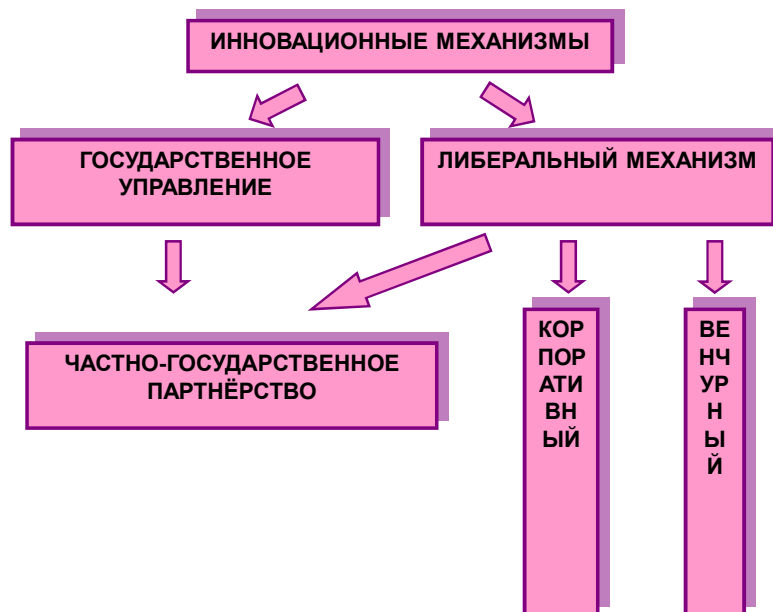 ИННОВАЦИОННЫЕ МЕХАНИЗМЫ
ГОСУДАРСТВЕННОЕ
УПРАВЛЕНИЕ
ЛИБЕРАЛЬНЫЙ МЕХАНИЗМ
ЧАСТНО-ГОСУДАРСТВЕННОЕ
ПАРТНЁРСТВО
КОР
ПОР
АТИ
ВН
ЫЙ
ВЕ
НЧ
УР
Н
Ы
Й